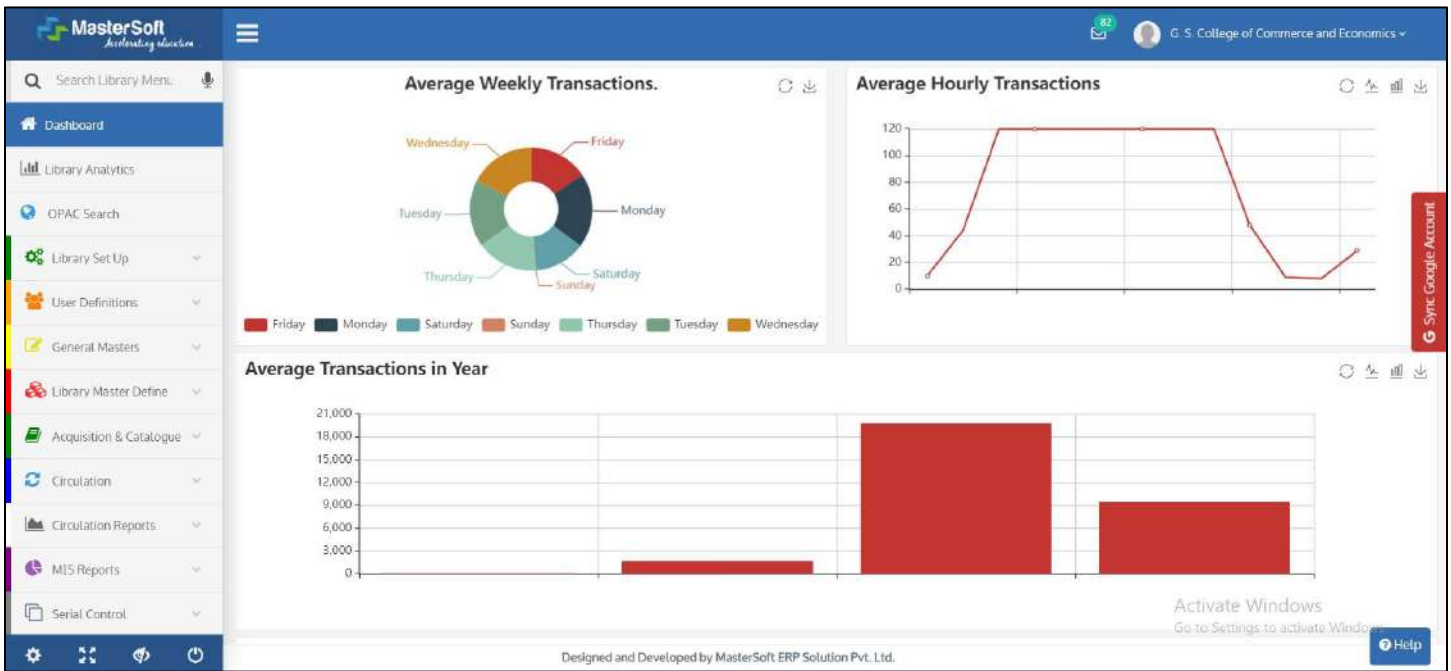 MasterSoft
Accelerating education
82
G. S. College of Commerce and Economics
Search Library Menu
Dashboard
Library Analytics
OPAC Search
Library Set Up
User Definitions
General Masters
Library Master Define
Acquisition & Catalogue
Circulation
Circulation Reports
MIS Reports
Serial Control
Average Weekly Transactions.
Wednesday
Friday
Tuesday
Monday
Thursday
Saturday
Sunday
Friday Monday Saturday Sunday Thursday Tuesday Wednesday
Average Hourly Transactions
120
100
80
60
40
20
0
G Sync Google Account
Average Transactions in Year
21,000
18,000
15,000
12,000
9,000
6,000
3,000
0
Activate Windows
Go to Settings to activate Windows
Help
Designed and Developed by MasterSoft ERP Solution Pvt. Ltd.